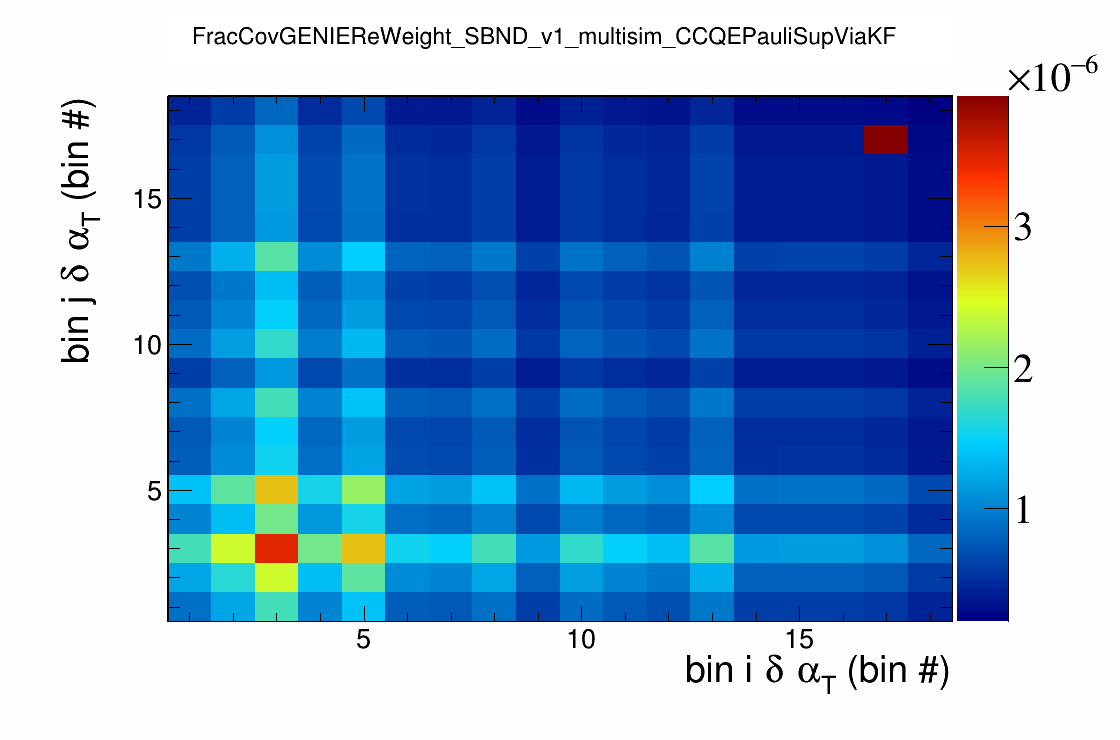 FracCovGENIEReWeight_SBND_v1_multisim_CCQEPauliSupViaKF
×10⁻⁶
bin j δ α_T (bin #)
15
10
5
3
2
1
5 10 15
bin i δ α_T (bin #)